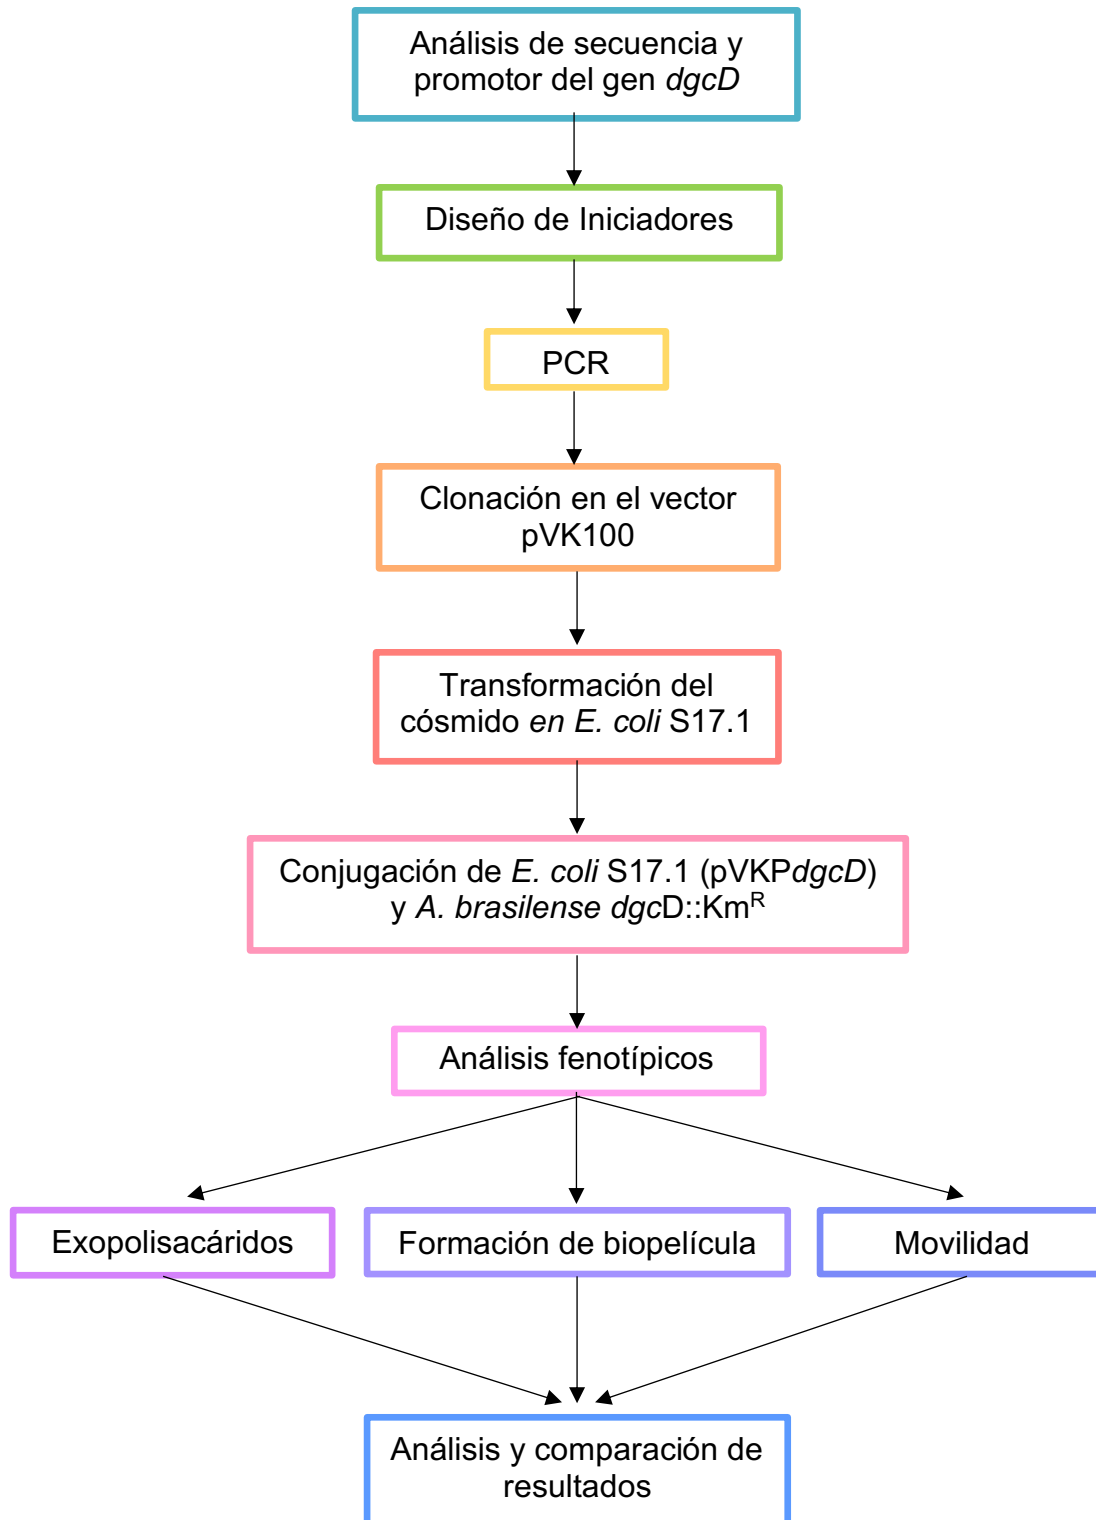 Análisis de secuencia y
promotor del gen dgcD
Diseño de Iniciadores
PCR
Clonación en el vector
pVK100
Transformación del
cósmido en E. coli S17.1
Conjugación de E. coli S17.1 (pVKPdgcD)
y A. brasilense dgcD::Kmᴿ
Análisis fenotípicos
Exopolisacáridos
Formación de biopelícula
Movilidad
Análisis y comparación de
resultados